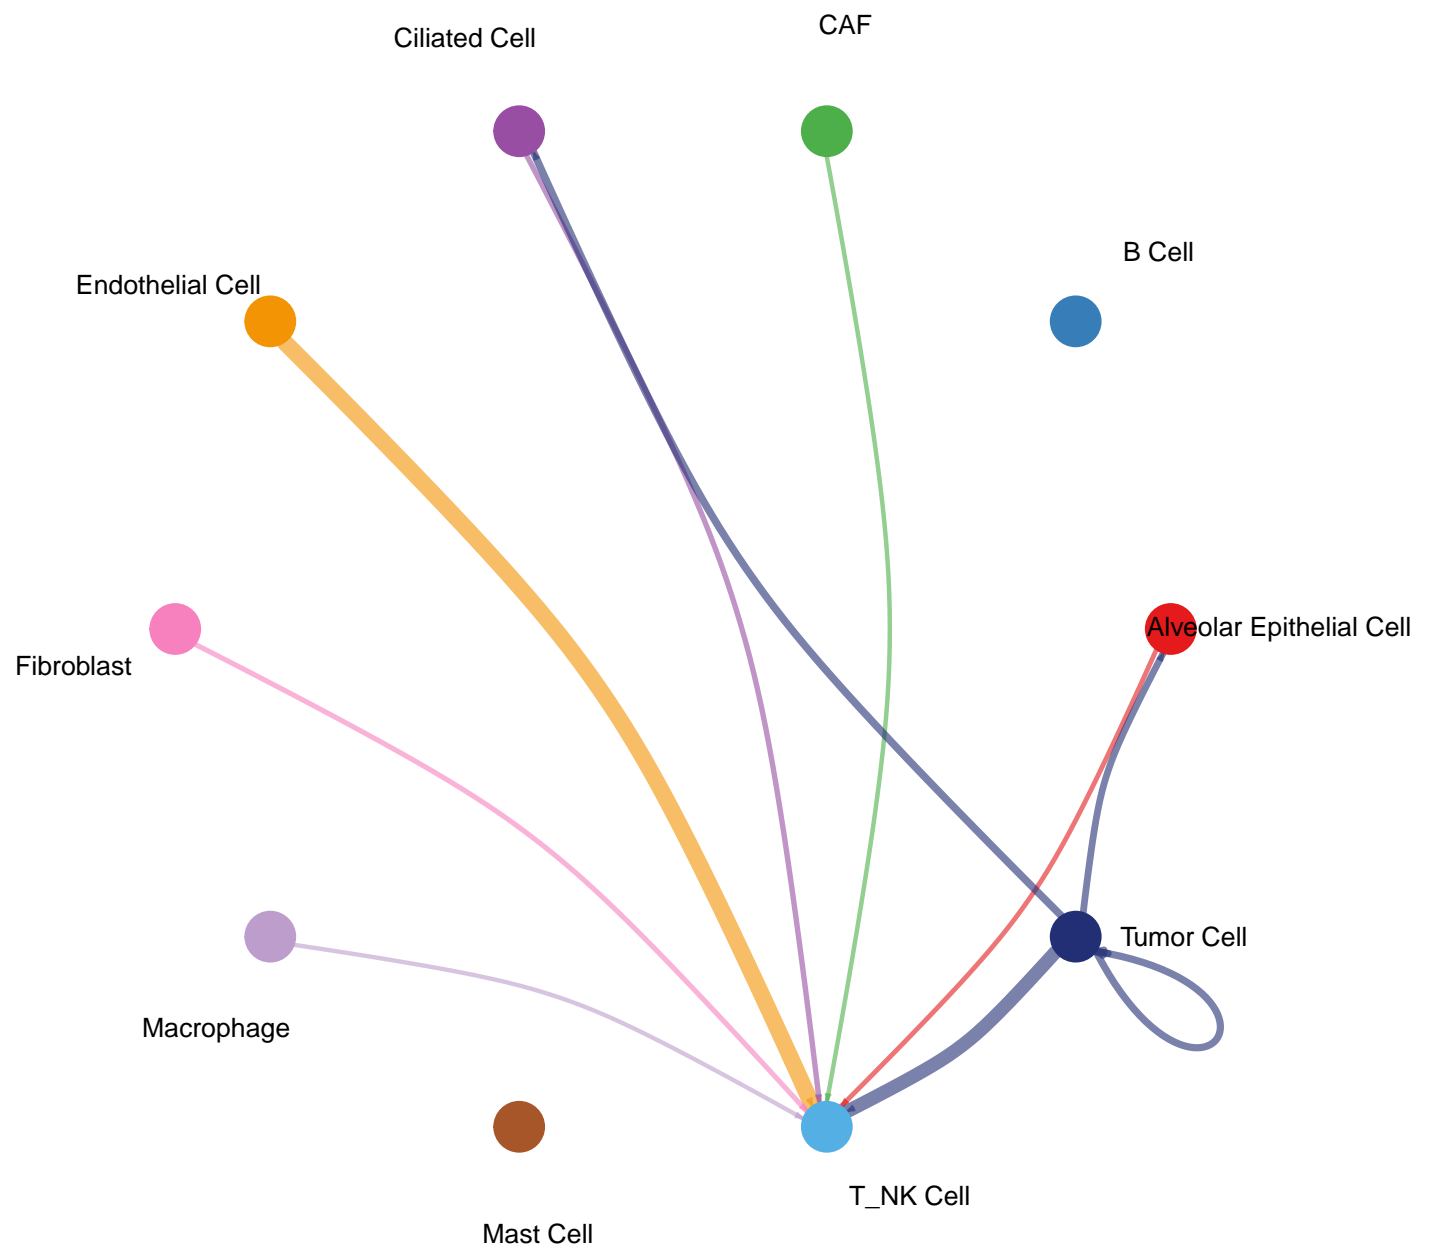 CAF
Ciliated Cell
B Cell
Endothelial Cell
Alveolar Epithelial Cell
Fibroblast
Tumor Cell
Macrophage
T_NK Cell
Mast Cell